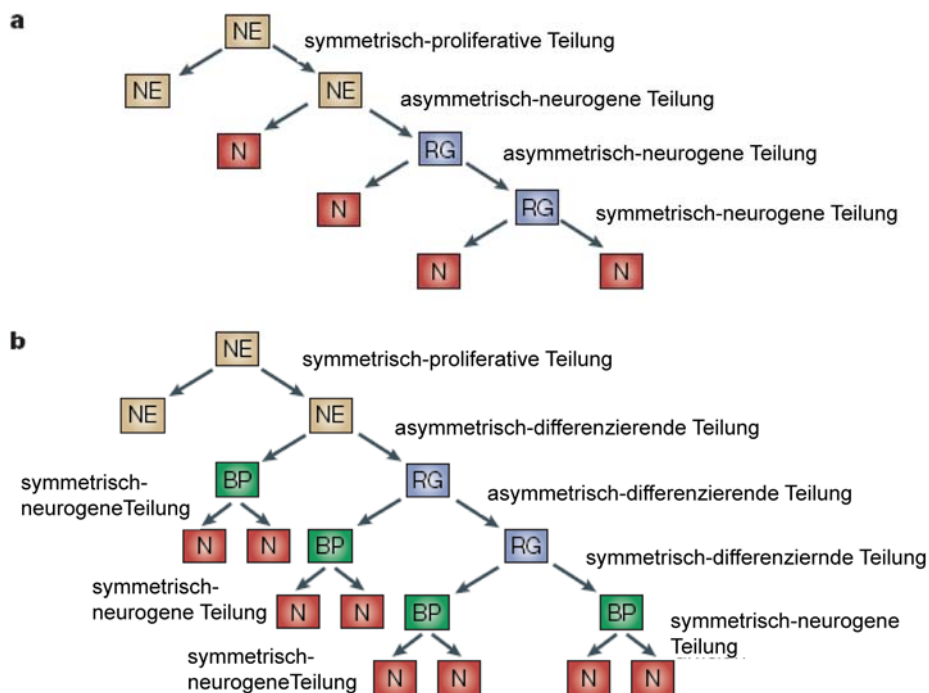 a
NE
symmetrisch-proliferative Teilung
NE
NE
asymmetrisch-neurogene Teilung
N
RG
asymmetrisch-neurogene Teilung
N
RG
symmetrisch-neurogene Teilung
N
N
b
NE
symmetrisch-proliferative Teilung
NE
NE
asymmetrisch-differenzierende Teilung
symmetrisch-
neurogeneTeilung
BP
RG
asymmetrisch-differenzierende Teilung
N
N
BP
RG
symmetrisch-differenziernde Teilung
symmetrisch-
neurogene Teilung
N
N
BP
BP
symmetrisch-neurogene
Teilung
symmetrisch-
neurogeneTeilung
N
N
N
N